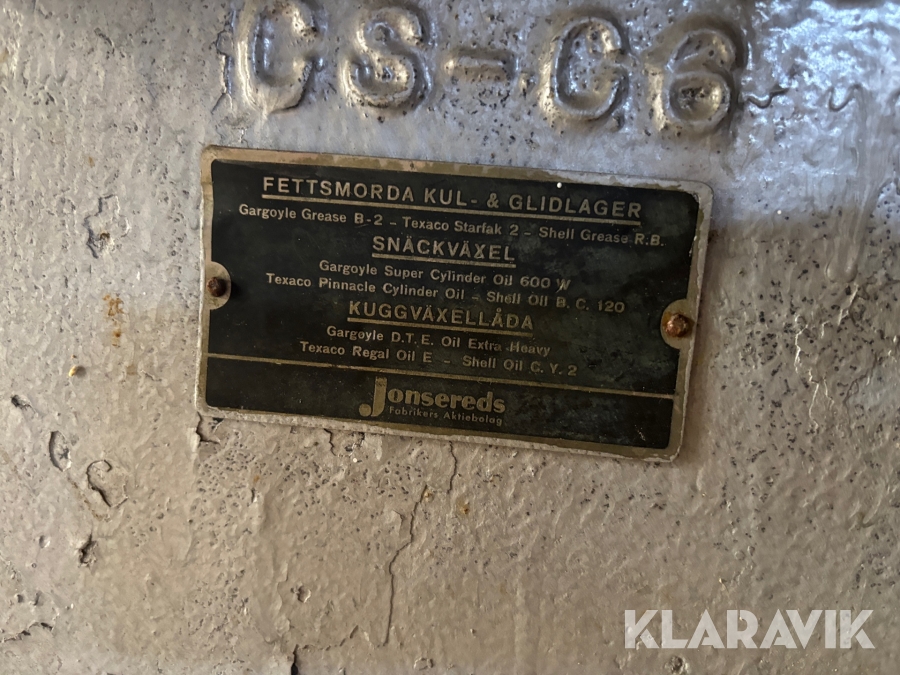 CS-C6
FETTSMORDA KUL- & GLIDLAGER
Gargoyle Grease B-2 - Texaco Starfak 2 - Shell Grease R.B.
SNÄCKVÄXEL
Gargoyle Super Cylinder Oil 600 W
Texaco Pinnacle Cylinder Oil - Shell Oil B. C. 120
KUGGVÄXELLÅDA
Gargoyle D.T.E. Oil Extra Heavy
Texaco Regal Oil E - Shell Oil C. Y. 2
Jonsereds
Fabrikers Aktiebolag
KLARAVIK